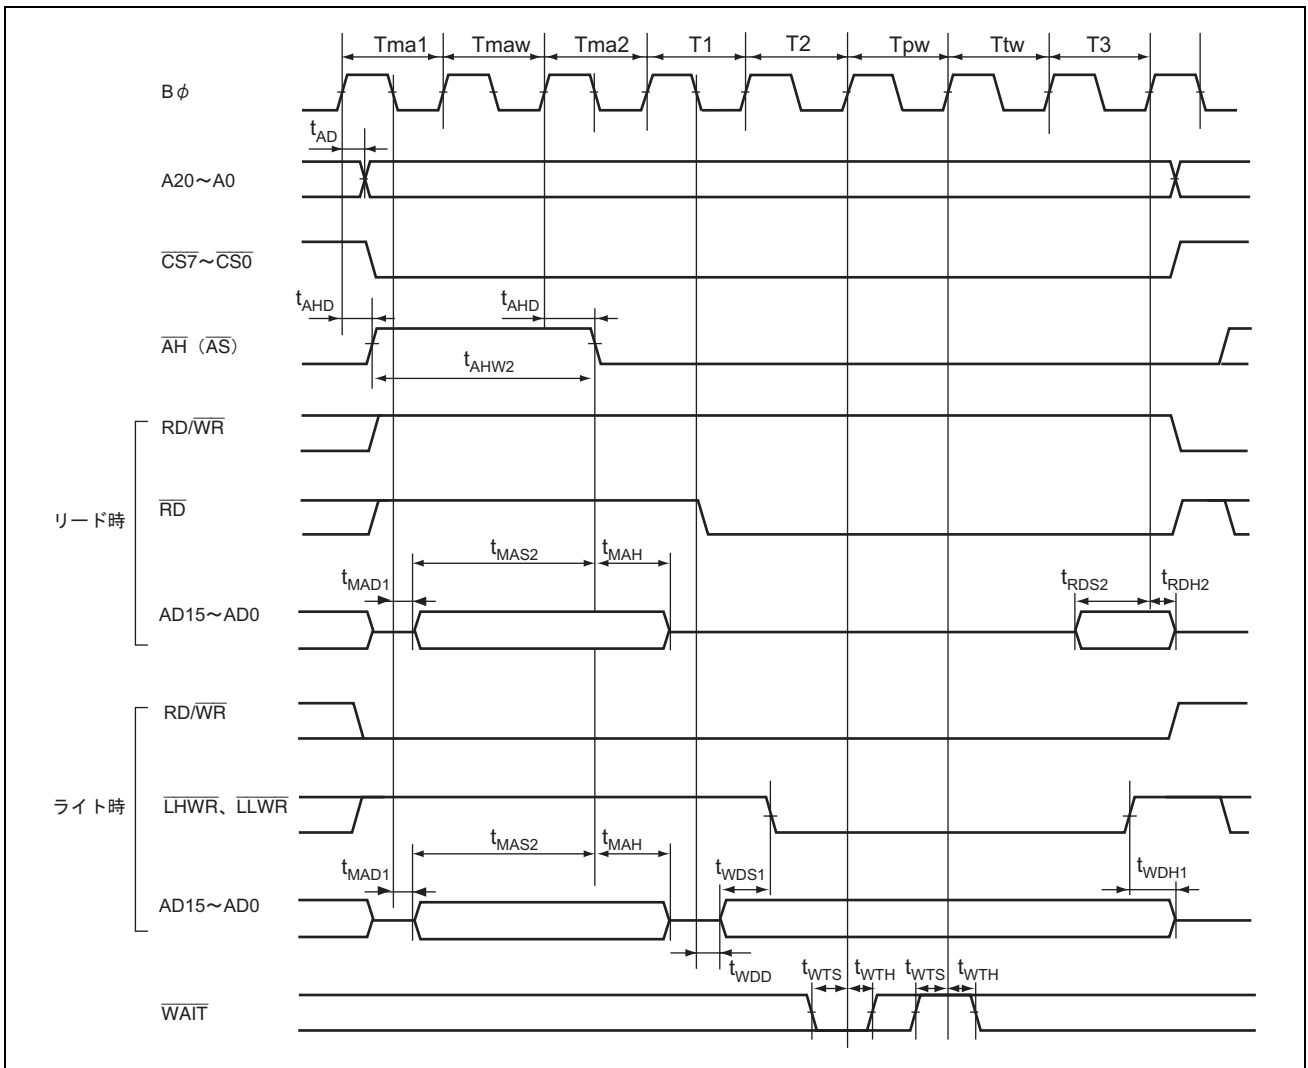 Tma1 Tmaw Tma2 T1 T2 Tpw Ttw T3
Bφ
tAD
A20～A0
CS7～CS0
tAHD tAHD
AH（AS）
tAHW2
RD/WR
リード時
RD
tMAS2 tMAH
tMAD1 tRDS2 tRDH2
AD15～AD0
RD/WR
ライト時
LHWR、LLWR
tMAS2 tMAH
tMAD1 tWDS1 tWDH1
AD15～AD0
tWDD tWTS tWTH tWTS tWTH
WAIT